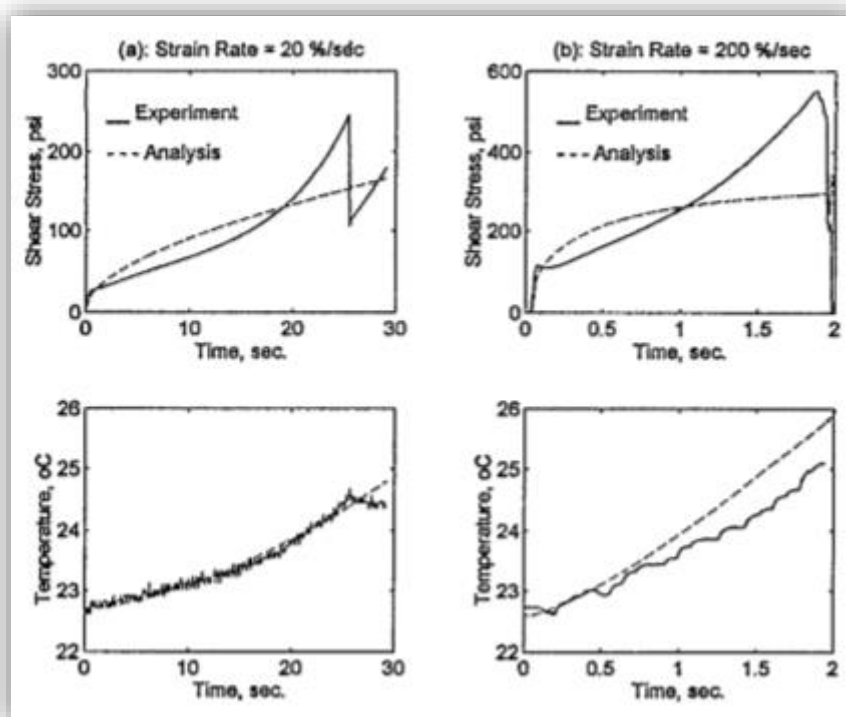 (a): Strain Rate = 20 %/sec
300
200
100
0
Shear Stress, psi
Experiment
Analysis
0 10 20 30
Time, sec.
(b): Strain Rate = 200 %/sec
600
400
200
0
Shear Stress, psi
Experiment
Analysis
0 0.5 1 1.5 2
Time, sec.
26
25
24
23
22
Temperature, oC
0 10 20 30
Time, sec.
26
25
24
23
22
Temperature, oC
0 0.5 1 1.5 2
Time, sec.